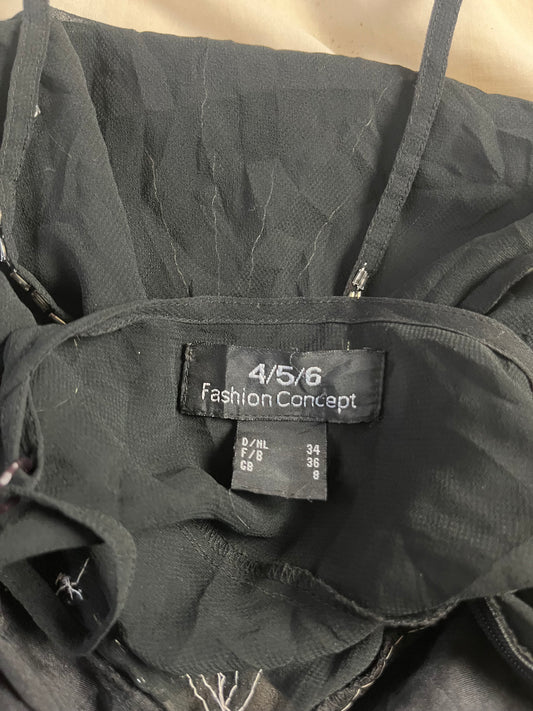 4/5/6
Fashion Concept
D/NL 34
F/B 36
GB 8